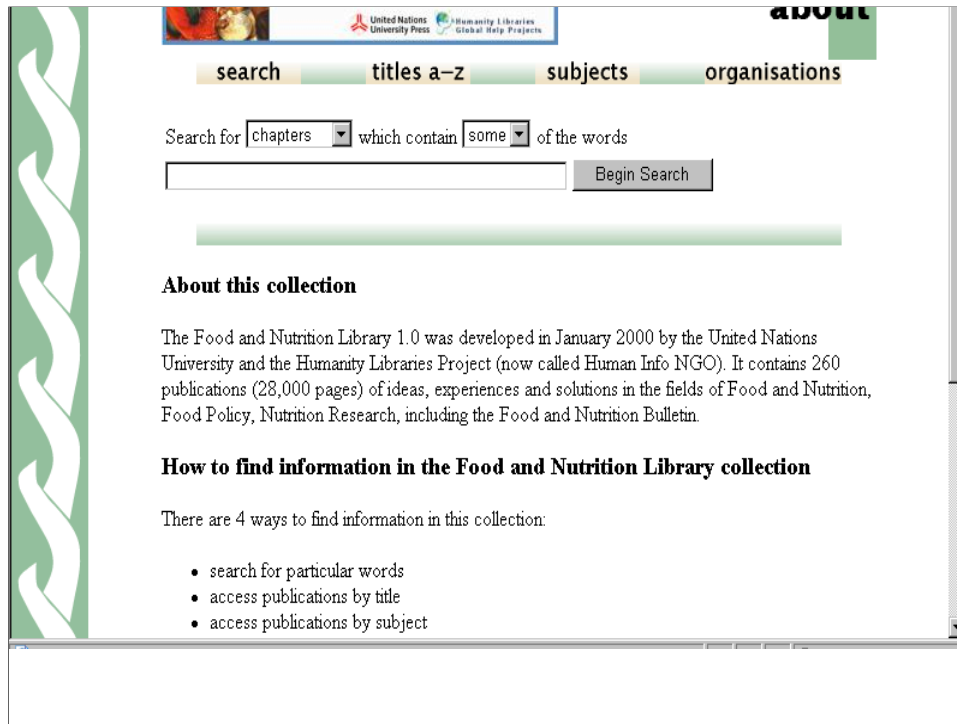 about
United Nations
University Press
Humanity Libraries
Global Help Projects
search titles a–z subjects organisations
Search for chapters which contain some of the words
Begin Search
About this collection
The Food and Nutrition Library 1.0 was developed in January 2000 by the United Nations
University and the Humanity Libraries Project (now called Human Info NGO). It contains 260
publications (28,000 pages) of ideas, experiences and solutions in the fields of Food and Nutrition,
Food Policy, Nutrition Research, including the Food and Nutrition Bulletin.
How to find information in the Food and Nutrition Library collection
There are 4 ways to find information in this collection:
• search for particular words
• access publications by title
• access publications by subject